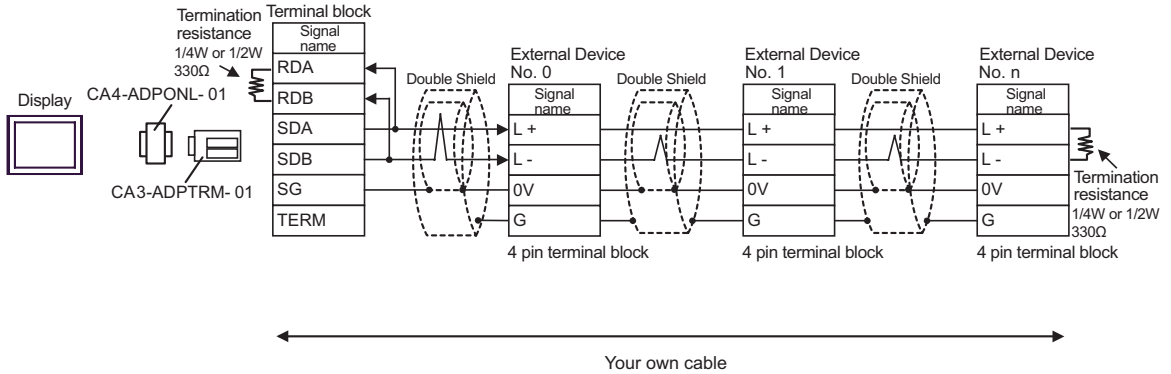 Termination
resistance
1/4W or 1/2W
330Ω
Terminal block
Signal
name
RDA
RDB
SDA
SDB
SG
TERM
Display
CA4-ADPONL- 01
CA3-ADPTRM- 01
Double Shield
External Device
No. 0
Signal
name
L +
L -
0V
G
4 pin terminal block
Double Shield
External Device
No. 1
Signal
name
L +
L -
0V
G
4 pin terminal block
Double Shield
External Device
No. n
Signal
name
L +
L -
0V
G
4 pin terminal block
Termination
resistance
1/4W or 1/2W
330Ω
Your own cable